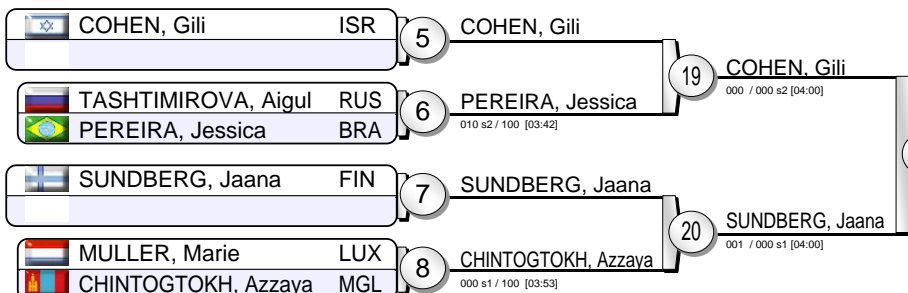 COHEN, Gili ISR
5
COHEN, Gili
TASHTIMIROVA, Aigul RUS
PEREIRA, Jessica BRA
6
PEREIRA, Jessica
010 s2 / 100 [03:42]
19
COHEN, Gili
000 / 000 s2 [04:00]
SUNDBERG, Jaana FIN
7
SUNDBERG, Jaana
MULLER, Marie LUX
CHINTOGTOKH, Azzaya MGL
8
CHINTOGTOKH, Azzaya
000 s1 / 100 [03:53]
20
SUNDBERG, Jaana
001 / 000 s1 [04:00]